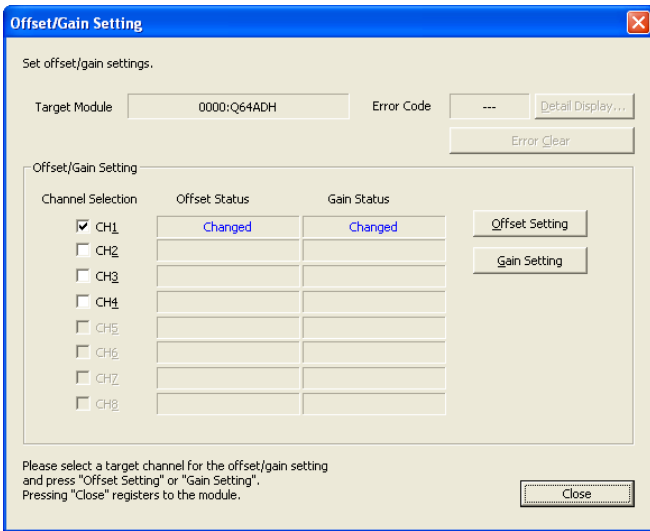 Offset/Gain Setting
Set offset/gain settings.
Target Module 0000:Q64ADH Error Code --- Detail Display...
Error Clear
Offset/Gain Setting
Channel Selection Offset Status Gain Status
CH1 Changed Changed Offset Setting
CH2
Gain Setting
CH3
CH4
CH5
CH6
CH7
CH8
Please select a target channel for the offset/gain setting
and press "Offset Setting" or "Gain Setting".
Pressing "Close" registers to the module.
Close